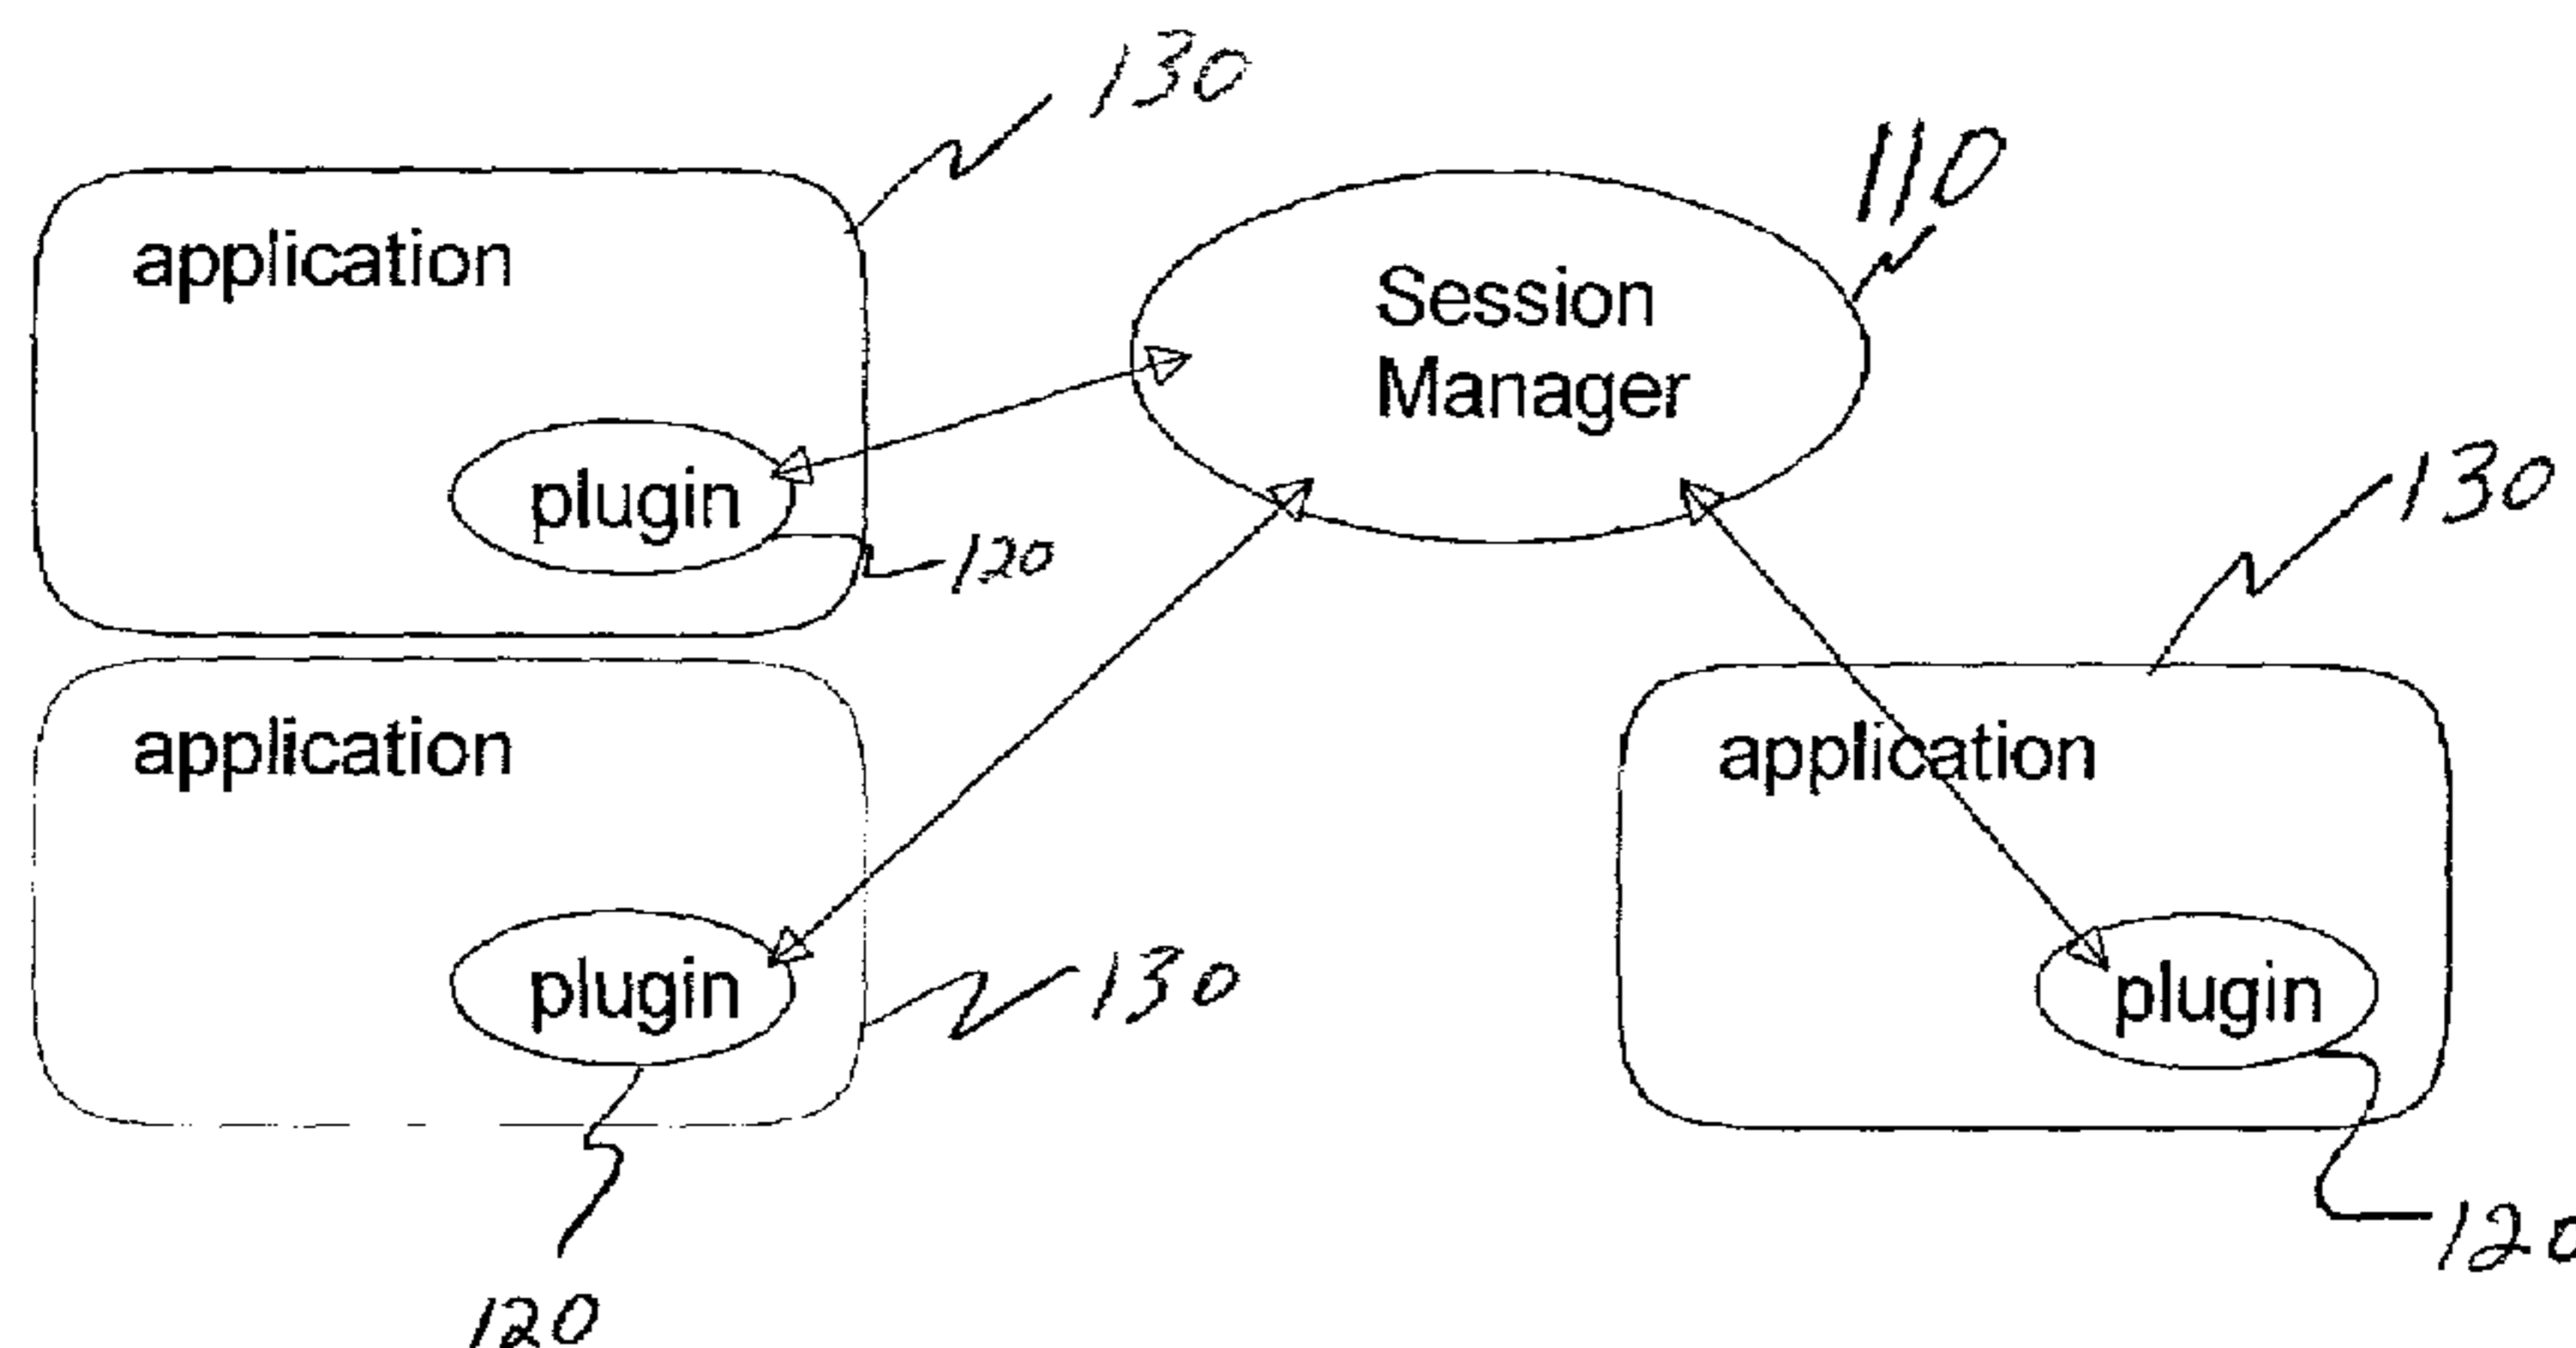 130
110
application
Session
Manager
plugin
120
130
application
application
plugin
130
plugin
120
120